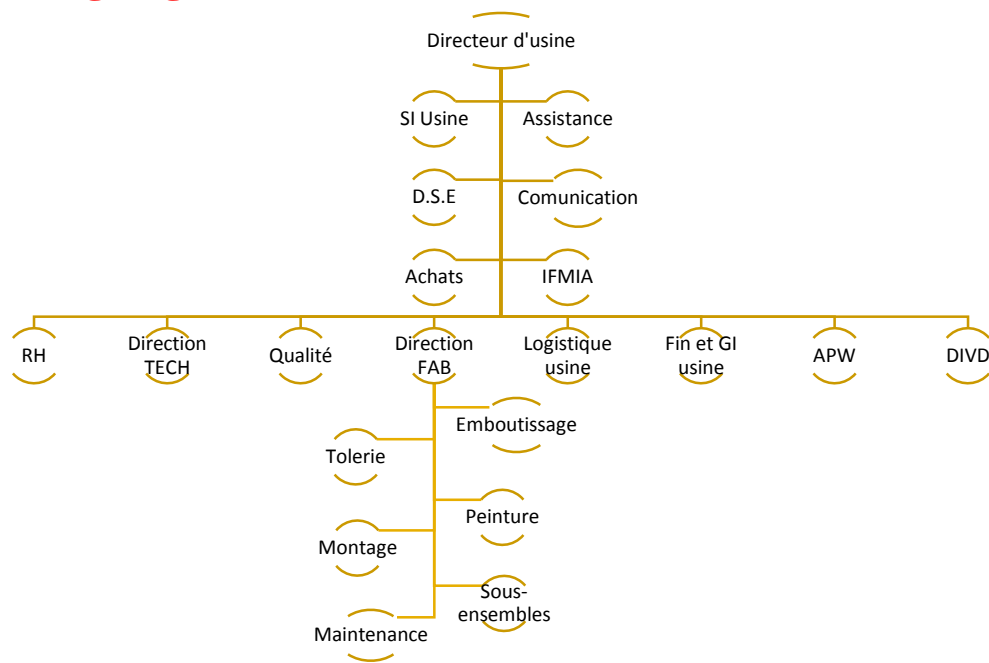 Directeur d'usine
SI Usine
Assistance
D.S.E
Comunication
Achats
IFMIA
RH
Direction
TECH
Qualité
Direction
FAB
Logistique
usine
Fin et GI
usine
APW
DIVD
Emboutissage
Tolerie
Peinture
Montage
Sous-
ensembles
Maintenance